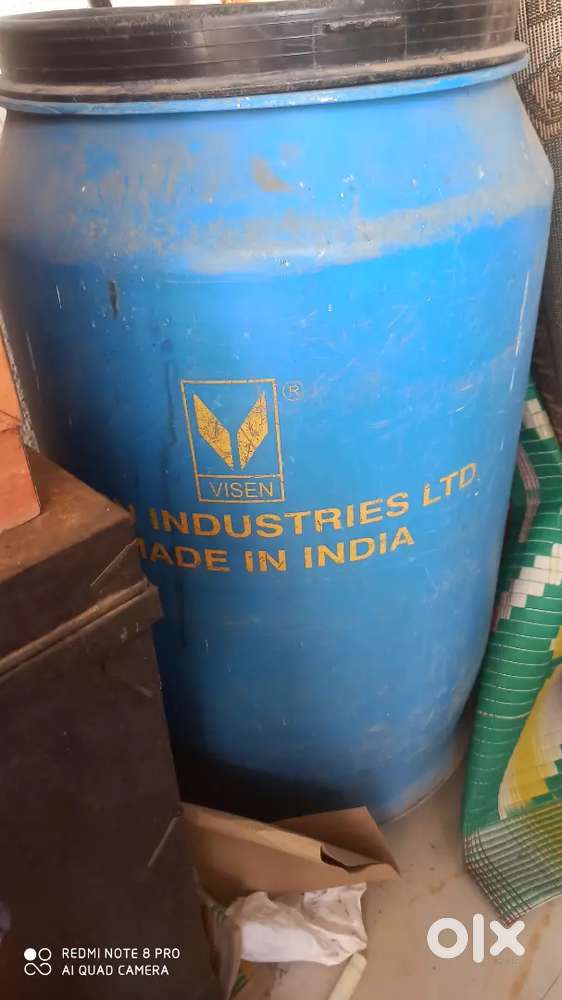 ®
VISEN
INDUSTRIES LTD.
MADE IN INDIA
REDMI NOTE 8 PRO
AI QUAD CAMERA
olx